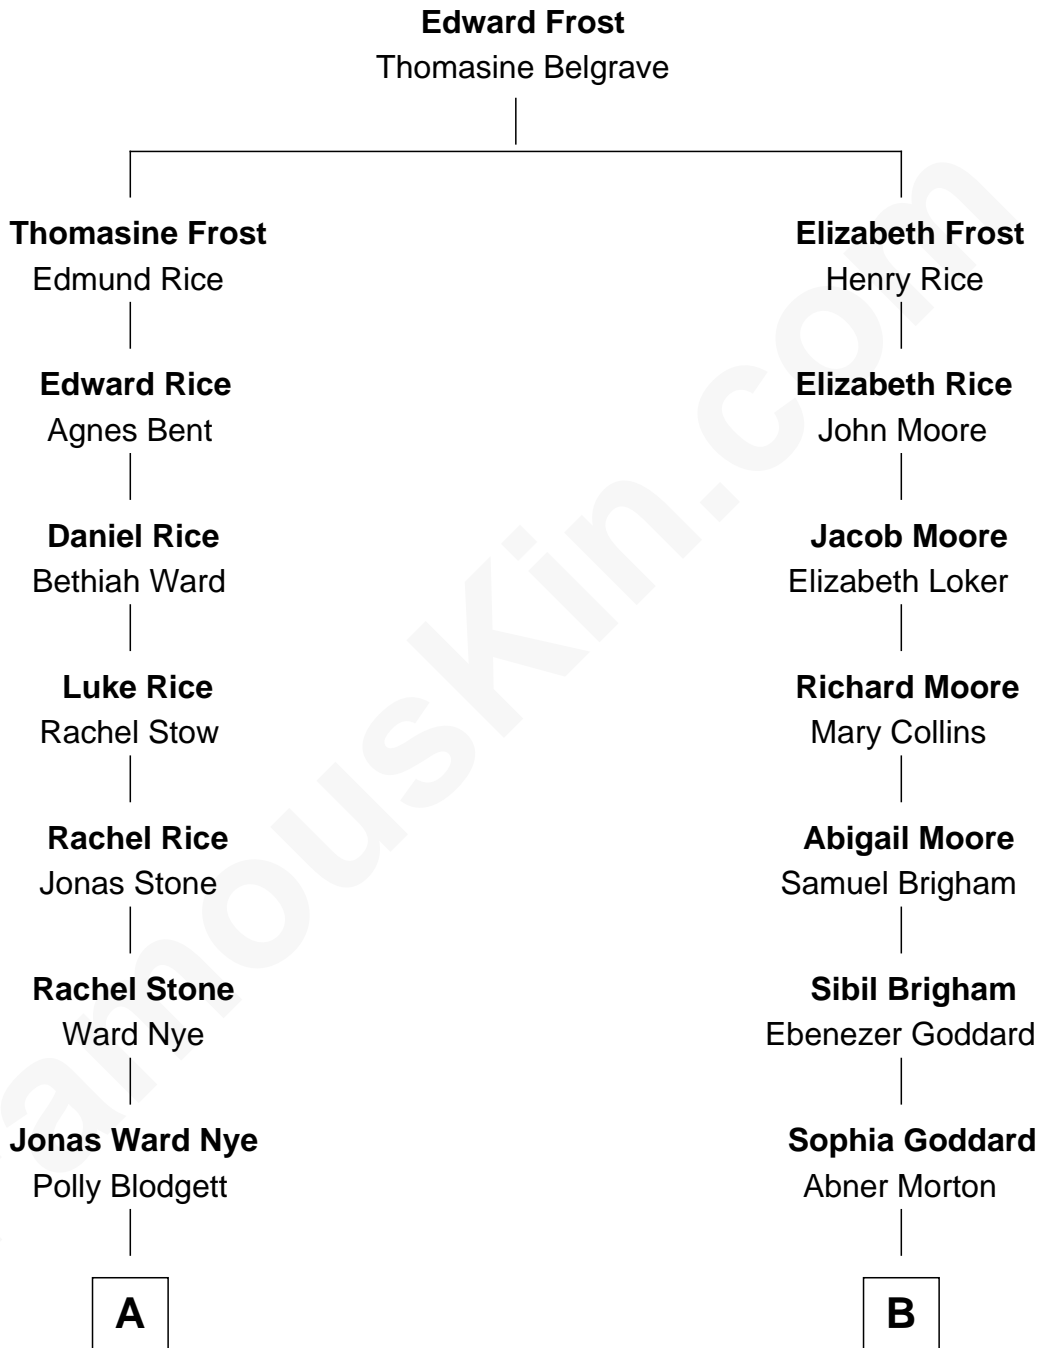 Edward Frost
Thomasine Belgrave
Thomasine Frost
Edmund Rice
Elizabeth Frost
Henry Rice
Edward Rice
Agnes Bent
Elizabeth Rice
John Moore
Daniel Rice
Bethiah Ward
Jacob Moore
Elizabeth Loker
Luke Rice
Rachel Stow
Richard Moore
Mary Collins
Rachel Rice
Jonas Stone
Abigail Moore
Samuel Brigham
Rachel Stone
Ward Nye
Sibil Brigham
Ebenezer Goddard
Jonas Ward Nye
Polly Blodgett
Sophia Goddard
Abner Morton
A
B
amousKin.com